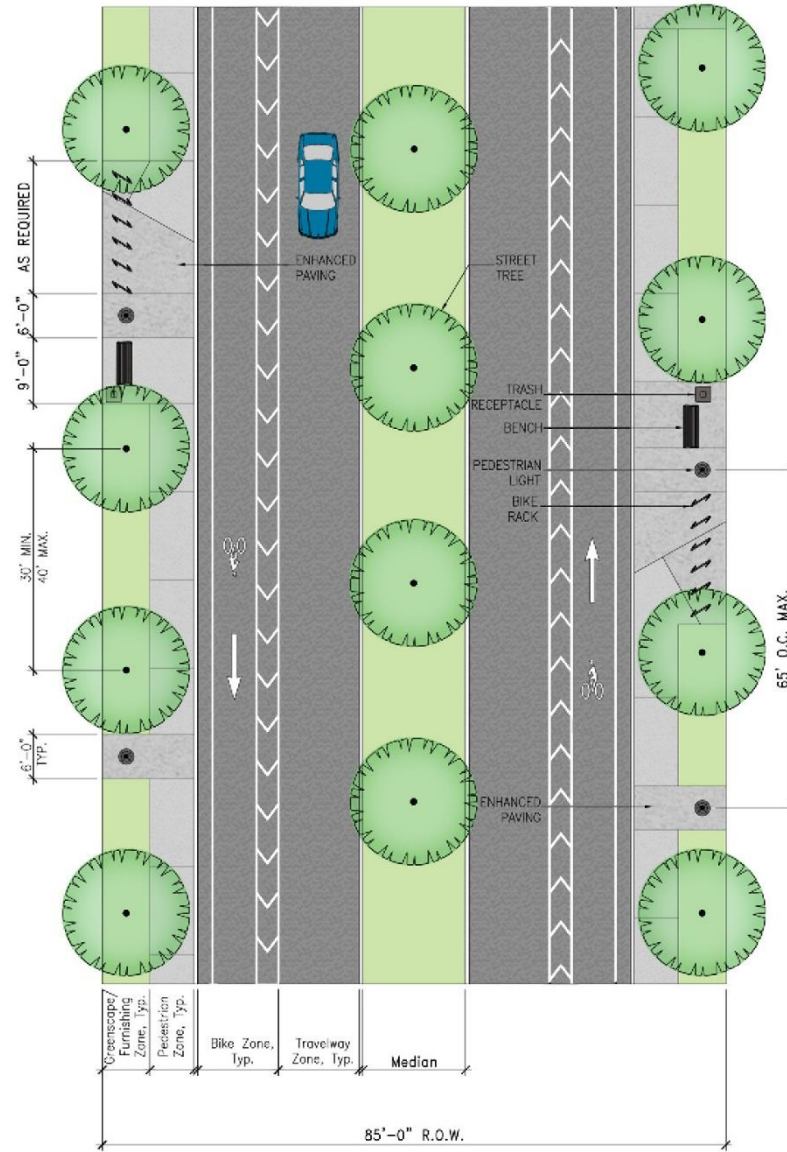 AS REQUIRED
6'-0"
9'-0"
30' MIN.
40' MAX.
6'-0"
TYP.
ENHANCED
PAVING
STREET
TREE
TRASH
RECEPTACLE
BENCH
PEDESTRIAN
LIGHT
BIKE
RACK
65' O.C. MAX.
ENHANCED
PAVING
Greenscape/
Furnishing
Zone, Typ.
Pedestrian
Zone, Typ.
Bike Zone,
Typ.
Travelway
Zone, Typ.
Median
85'-0" R.O.W.